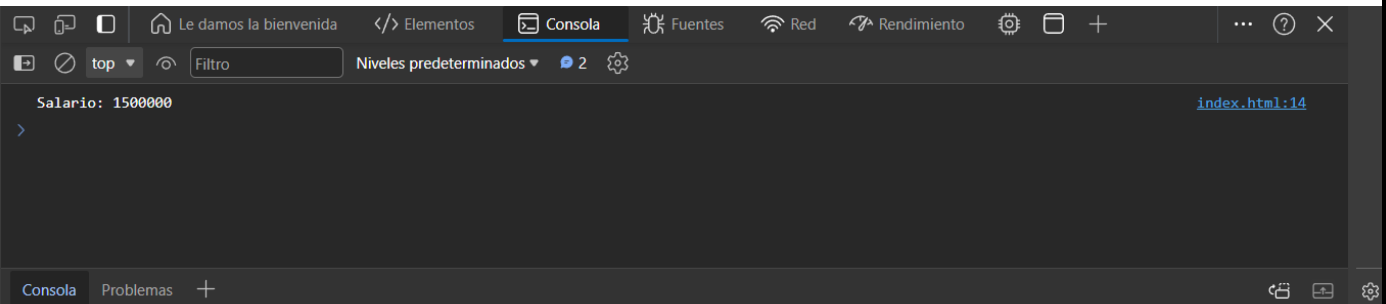 Le damos la bienvenida Elementos Consola Fuentes Red Rendimiento
top Filtro Niveles predeterminados 2
Salario: 1500000 index.html:14
Consola Problemas